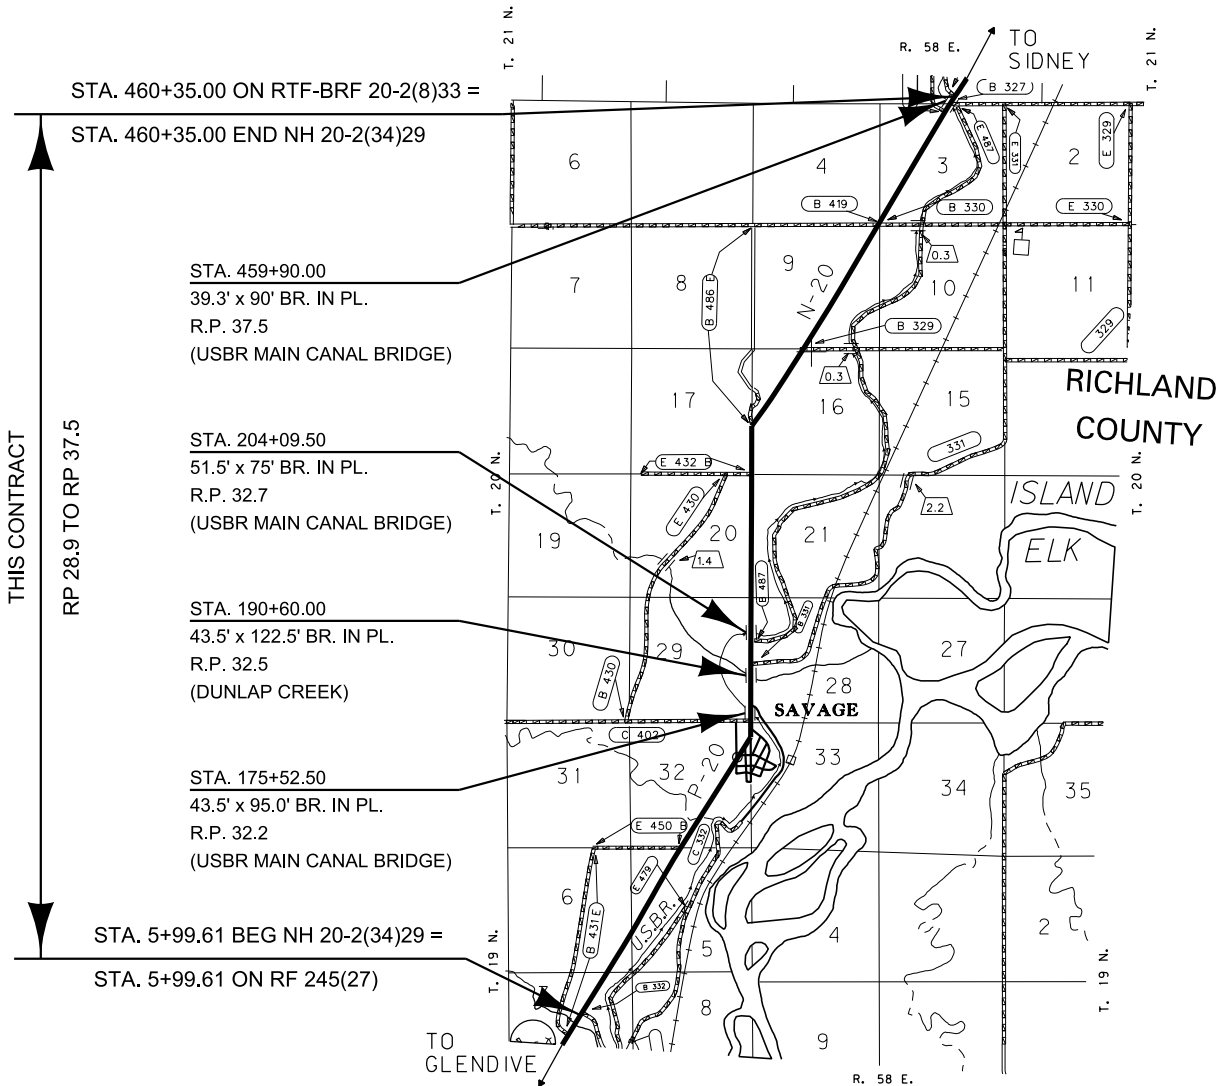 T. 21 N.
R. 58 E.
TO
SIDNEY
T. 21 N.
STA. 460+35.00 ON RTF-BRF 20-2(8)33 =
STA. 460+35.00 END NH 20-2(34)29
B 327
6
4
3
E 487
E 331
2
E 329
B 419
B 330
E 330
STA. 459+90.00
39.3' x 90' BR. IN PL.
R.P. 37.5
(USBR MAIN CANAL BRIDGE)
7
8
B 486 E
9
N-20
0.3
10
11
B 329
329
0.3
RICHLAND
COUNTY
17
16
15
331
THIS CONTRACT
RP 28.9 TO RP 37.5
STA. 204+09.50
51.5' x 75' BR. IN PL.
R.P. 32.7
(USBR MAIN CANAL BRIDGE)
T. 20 N.
E 432 B
E 430
T. 20 N.
ISLAND
2.2
19
20
21
ELK
1.4
B 487
STA. 190+60.00
43.5' x 122.5' BR. IN PL.
R.P. 32.5
(DUNLAP CREEK)
B 331
30
29
B 430
27
28
SAVAGE
C 402
STA. 175+52.50
43.5' x 95.0' BR. IN PL.
R.P. 32.2
(USBR MAIN CANAL BRIDGE)
31
32
P-20
33
34
35
E 450 B
C 332
E 479
6
B 431 E
U.S.B.R.
5
4
2
STA. 5+99.61 BEG NH 20-2(34)29 =
STA. 5+99.61 ON RF 245(27)
T. 19 N.
T. 19 N.
B 332
7
8
9
TO
GLENDIVE
R. 58 E.